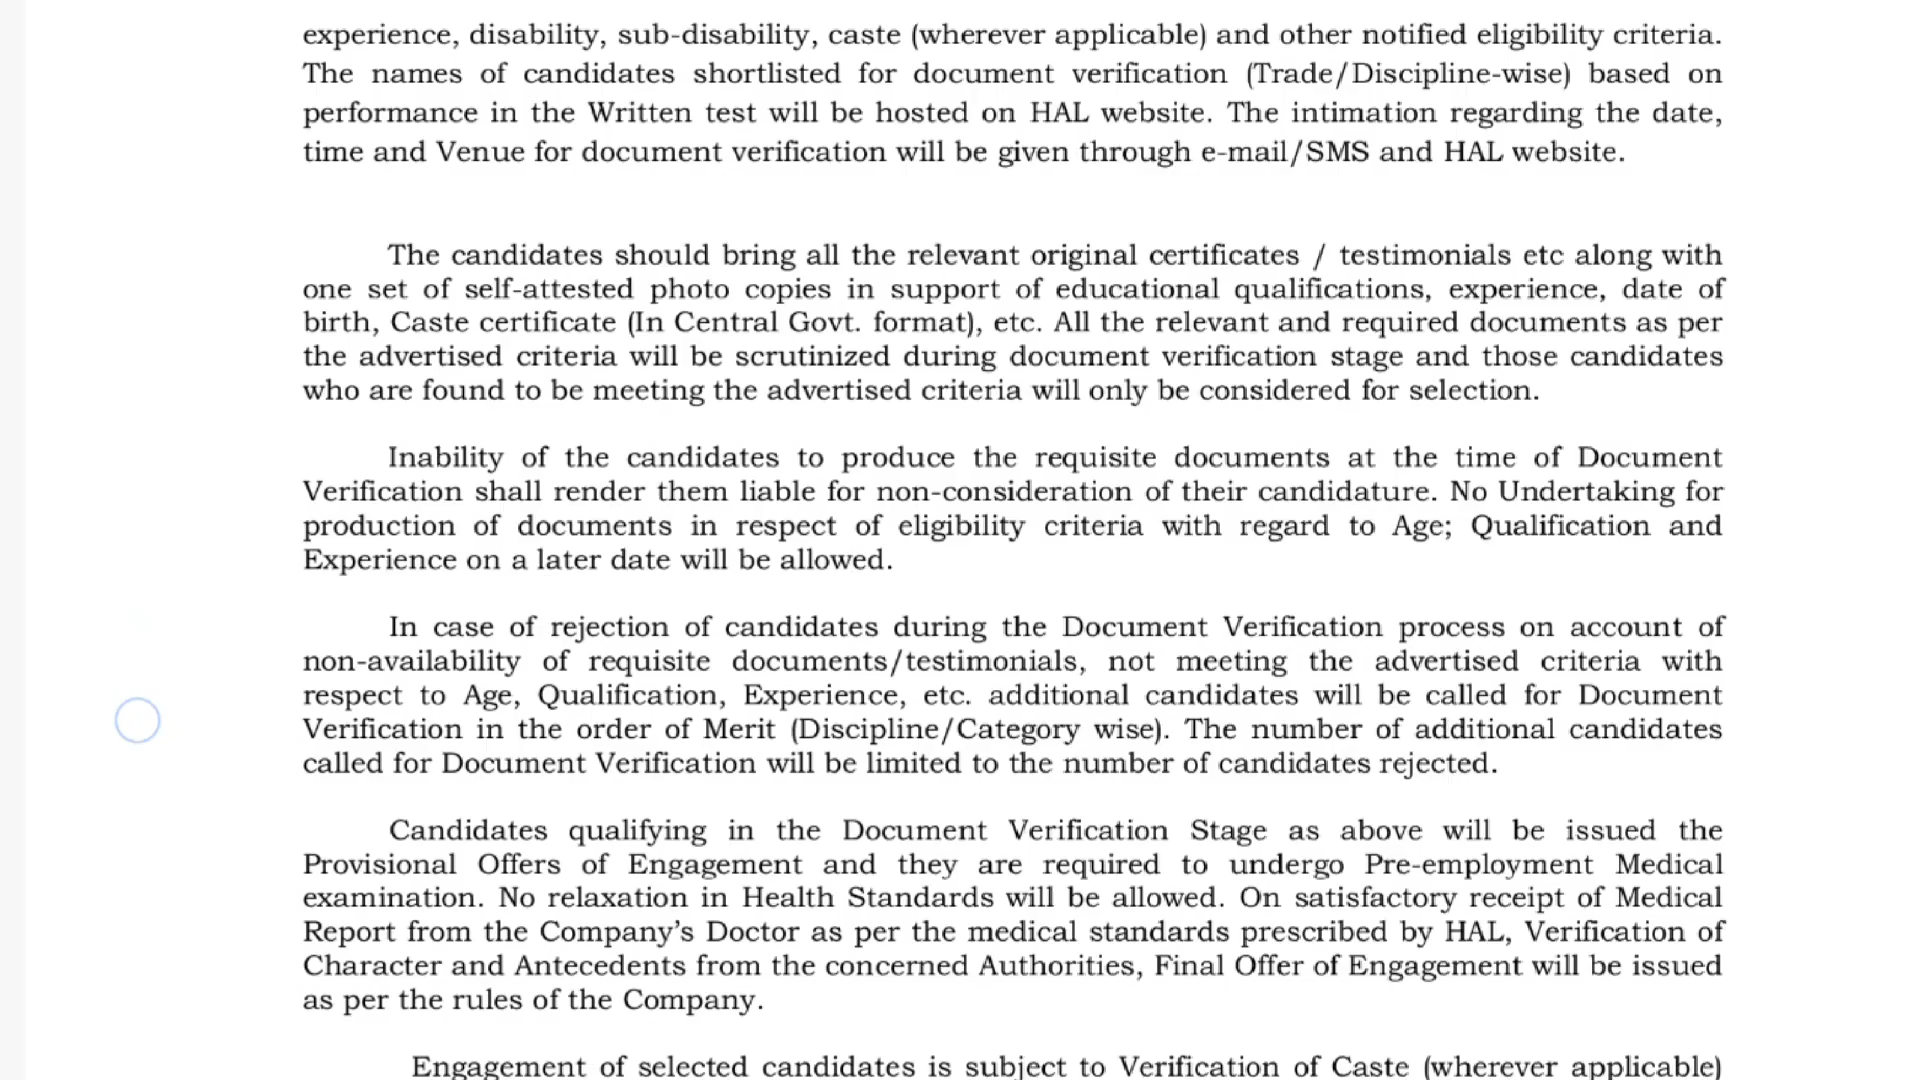 experience, disability, sub-disability, caste (wherever applicable) and other notified eligibility criteria.
The names of candidates shortlisted for document verification (Trade/Discipline-wise) based on
performance in the Written test will be hosted on HAL website. The intimation regarding the date,
time and Venue for document verification will be given through e-mail/SMS and HAL website.
The candidates should bring all the relevant original certificates / testimonials etc along with
one set of self-attested photo copies in support of educational qualifications, experience, date of
birth, Caste certificate (In Central Govt. format), etc. All the relevant and required documents as per
the advertised criteria will be scrutinized during document verification stage and those candidates
who are found to be meeting the advertised criteria will only be considered for selection.
Inability of the candidates to produce the requisite documents at the time of Document
Verification shall render them liable for non-consideration of their candidature. No Undertaking for
production of documents in respect of eligibility criteria with regard to Age; Qualification and
Experience on a later date will be allowed.
In case of rejection of candidates during the Document Verification process on account of
non-availability of requisite documents/testimonials, not meeting the advertised criteria with
respect to Age, Qualification, Experience, etc. additional candidates will be called for Document
Verification in the order of Merit (Discipline/Category wise). The number of additional candidates
called for Document Verification will be limited to the number of candidates rejected.
Candidates qualifying in the Document Verification Stage as above will be issued the
Provisional Offers of Engagement and they are required to undergo Pre-employment Medical
examination. No relaxation in Health Standards will be allowed. On satisfactory receipt of Medical
Report from the Company’s Doctor as per the medical standards prescribed by HAL, Verification of
Character and Antecedents from the concerned Authorities, Final Offer of Engagement will be issued
as per the rules of the Company.
Engagement of selected candidates is subject to Verification of Caste (wherever applicable)